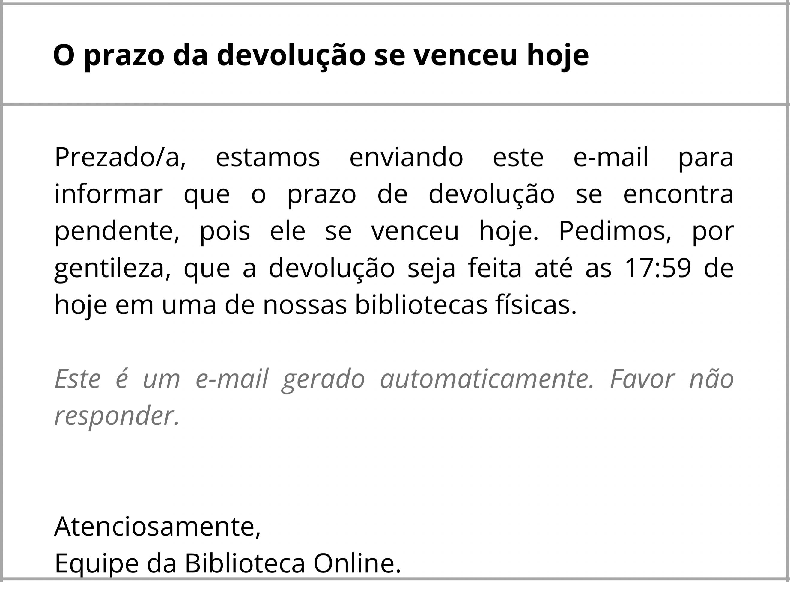 O prazo da devolução se venceu hoje
Prezado/a, estamos enviando este e-mail para
informar que o prazo de devolução se encontra
pendente, pois ele se venceu hoje. Pedimos, por
gentileza, que a devolução seja feita até as 17:59 de
hoje em uma de nossas bibliotecas físicas.
Este é um e-mail gerado automaticamente. Favor não
responder.
Atenciosamente,
Equipe da Biblioteca Online.